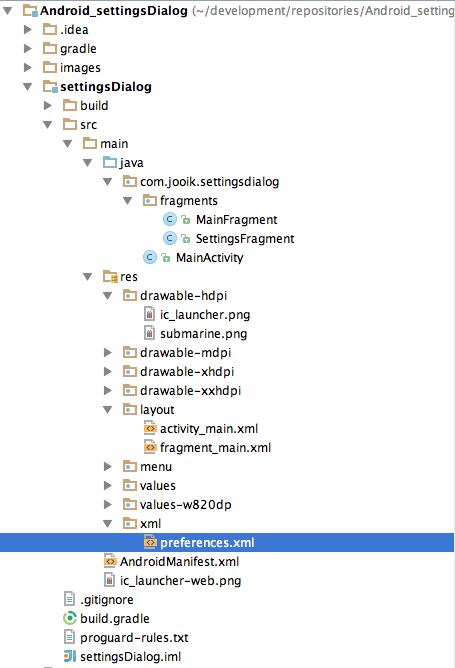 Android_settingsDialog (~/development/repositories/Android_setting
.idea
gradle
images
settingsDialog
build
src
main
java
com.jooik.settingsdialog
fragments
MainFragment
SettingsFragment
MainActivity
res
drawable-hdpi
ic_launcher.png
submarine.png
drawable-mdpi
drawable-xhdpi
drawable-xxhdpi
layout
activity_main.xml
fragment_main.xml
menu
values
values-w820dp
xml
preferences.xml
AndroidManifest.xml
ic_launcher-web.png
.gitignore
build.gradle
proguard-rules.txt
settingsDialog.iml